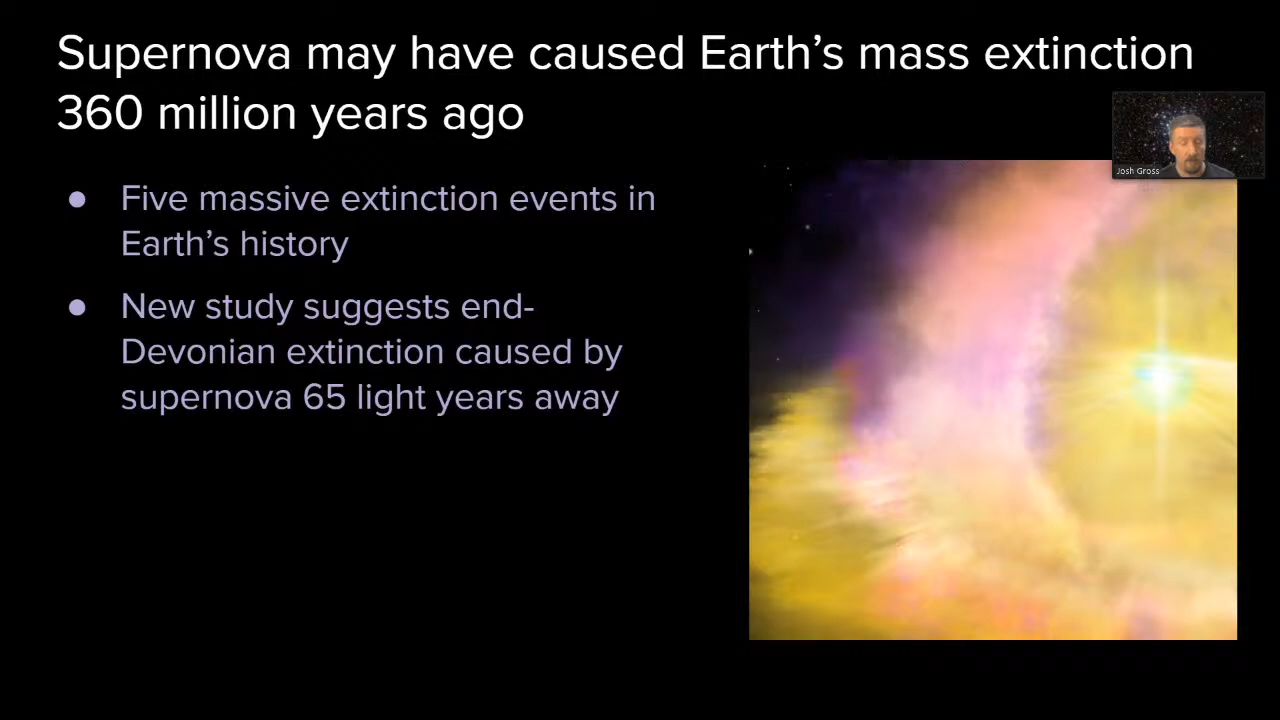 Supernova may have caused Earth’s mass extinction
360 million years ago
Josh Gross
● Five massive extinction events in
Earth’s history
● New study suggests end-
Devonian extinction caused by
supernova 65 light years away